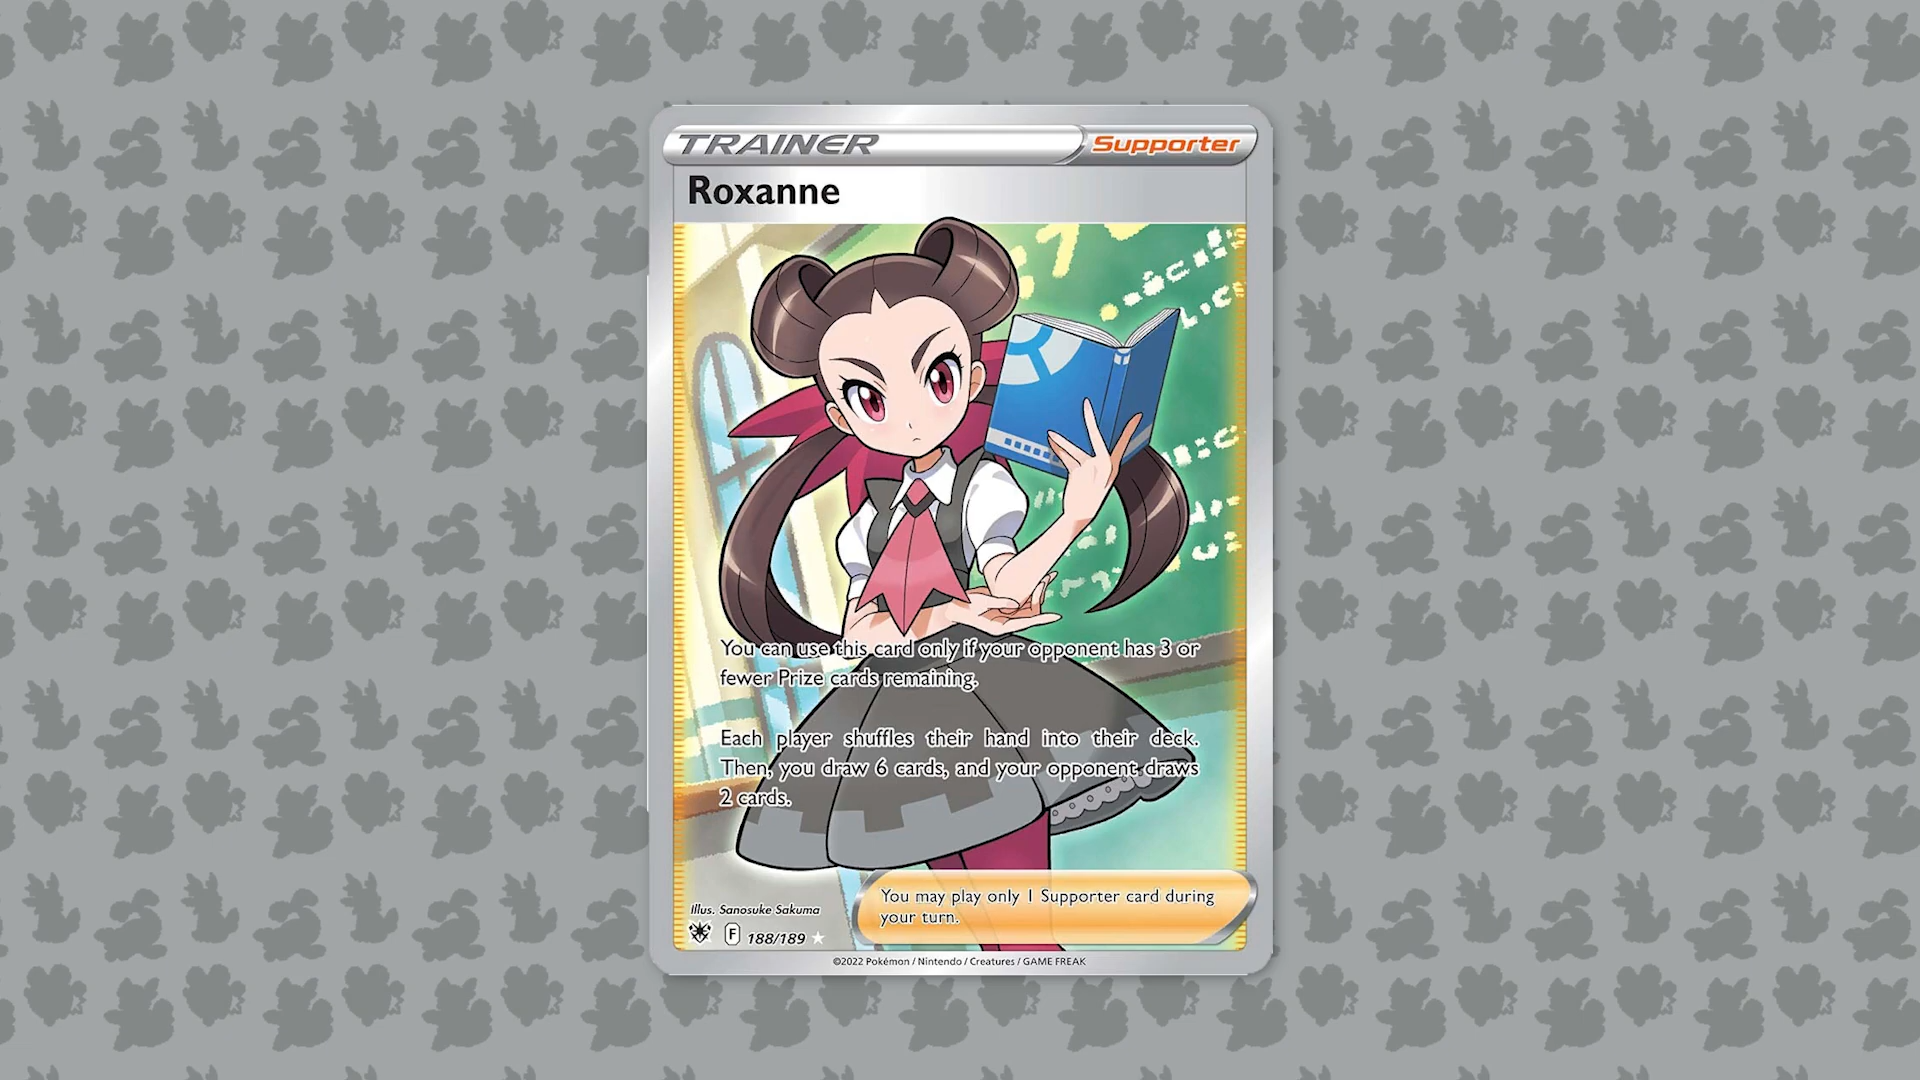 TRAINER Supporter
Roxanne
You can use this card only if your opponent has 3 or
fewer Prize cards remaining.
Each player shuffles their hand into their deck.
Then, you draw 6 cards, and your opponent draws
2 cards.
You may play only 1 Supporter card during
your turn.
Illus. Sanosuke Sakuma
F 188/189
©2022 Pokémon / Nintendo / Creatures / GAME FREAK